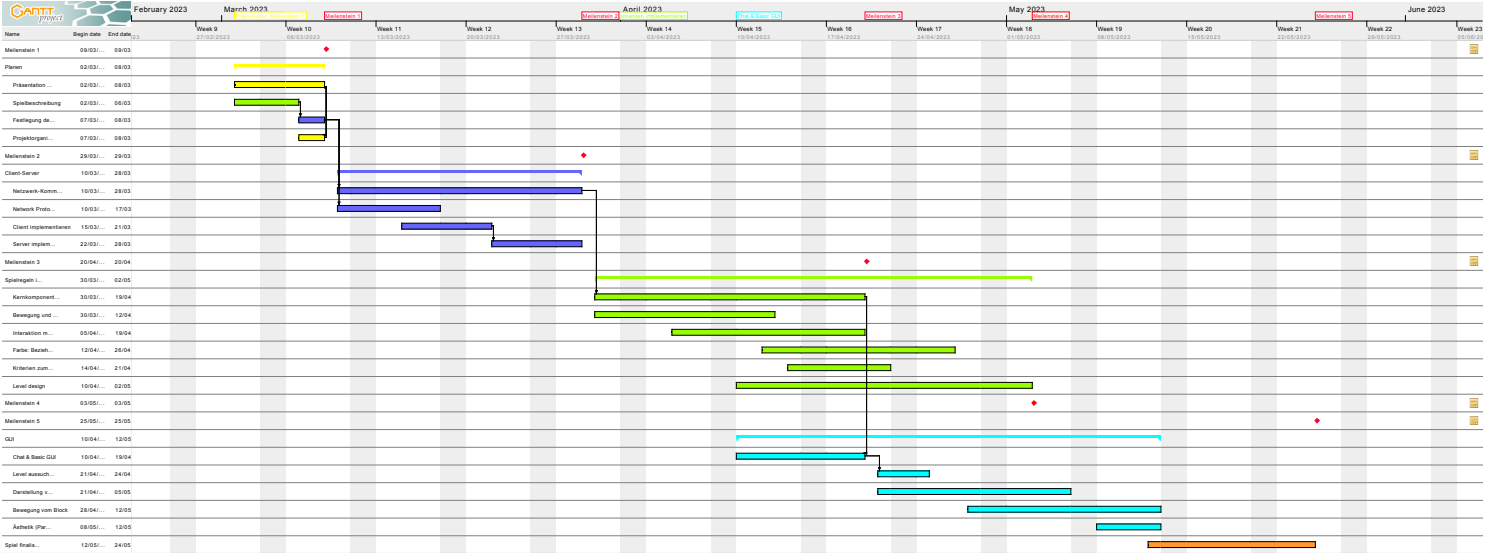 GANTT project
February 2023 March 2023 April 2023 May 2023 June 2023
Meilenstein 1 Meilenstein 2 Chat & Basic GUI Meilenstein 3 Meilenstein 4 Meilenstein 5
Name Begin date End date
Week 9 Week 10 Week 11 Week 12 Week 13 Week 14 Week 15 Week 16 Week 17 Week 18 Week 19 Week 20 Week 21 Week 22 Week 23
27/02/2023 06/03/2023 13/03/2023 20/03/2023 27/03/2023 03/04/2023 10/04/2023 17/04/2023 24/04/2023 01/05/2023 08/05/2023 15/05/2023 22/05/2023 29/05/2023
Meilenstein 1 09/03/... 09/03
Planen 02/03/... 08/03
Präsentation ... 02/03/... 08/03
Spielbeschreibung 02/03/... 06/03
Festlegung de... 07/03/... 08/03
Projektorgani... 07/03/... 08/03
Meilenstein 2 29/03/... 29/03
Client-Server 10/03/... 28/03
Netzwerk-Komm... 10/03/... 28/03
Network Proto... 10/03/... 17/03
Client implementieren 15/03/... 21/03
Server implem... 22/03/... 28/03
Meilenstein 3 20/04/... 20/04
Spielregeln i... 30/03/... 02/05
Kernkomponent... 30/03/... 19/04
Bewegung und ... 30/03/... 12/04
Interaktion m... 05/04/... 19/04
Farbe: Bezieh... 12/04/... 26/04
Kriterien zum... 14/04/... 21/04
Level design 10/04/... 02/05
Meilenstein 4 03/05/... 03/05
Meilenstein 5 25/05/... 25/05
GUI 10/04/... 12/05
Chat & Basic GUI 10/04/... 19/04
Level aussuch... 21/04/... 24/04
Darstellung v... 21/04/... 05/05
Bewegung vom Block 28/04/... 12/05
Ästhetik (Par... 08/05/... 12/05
Spiel finalis... 12/05/... 24/05